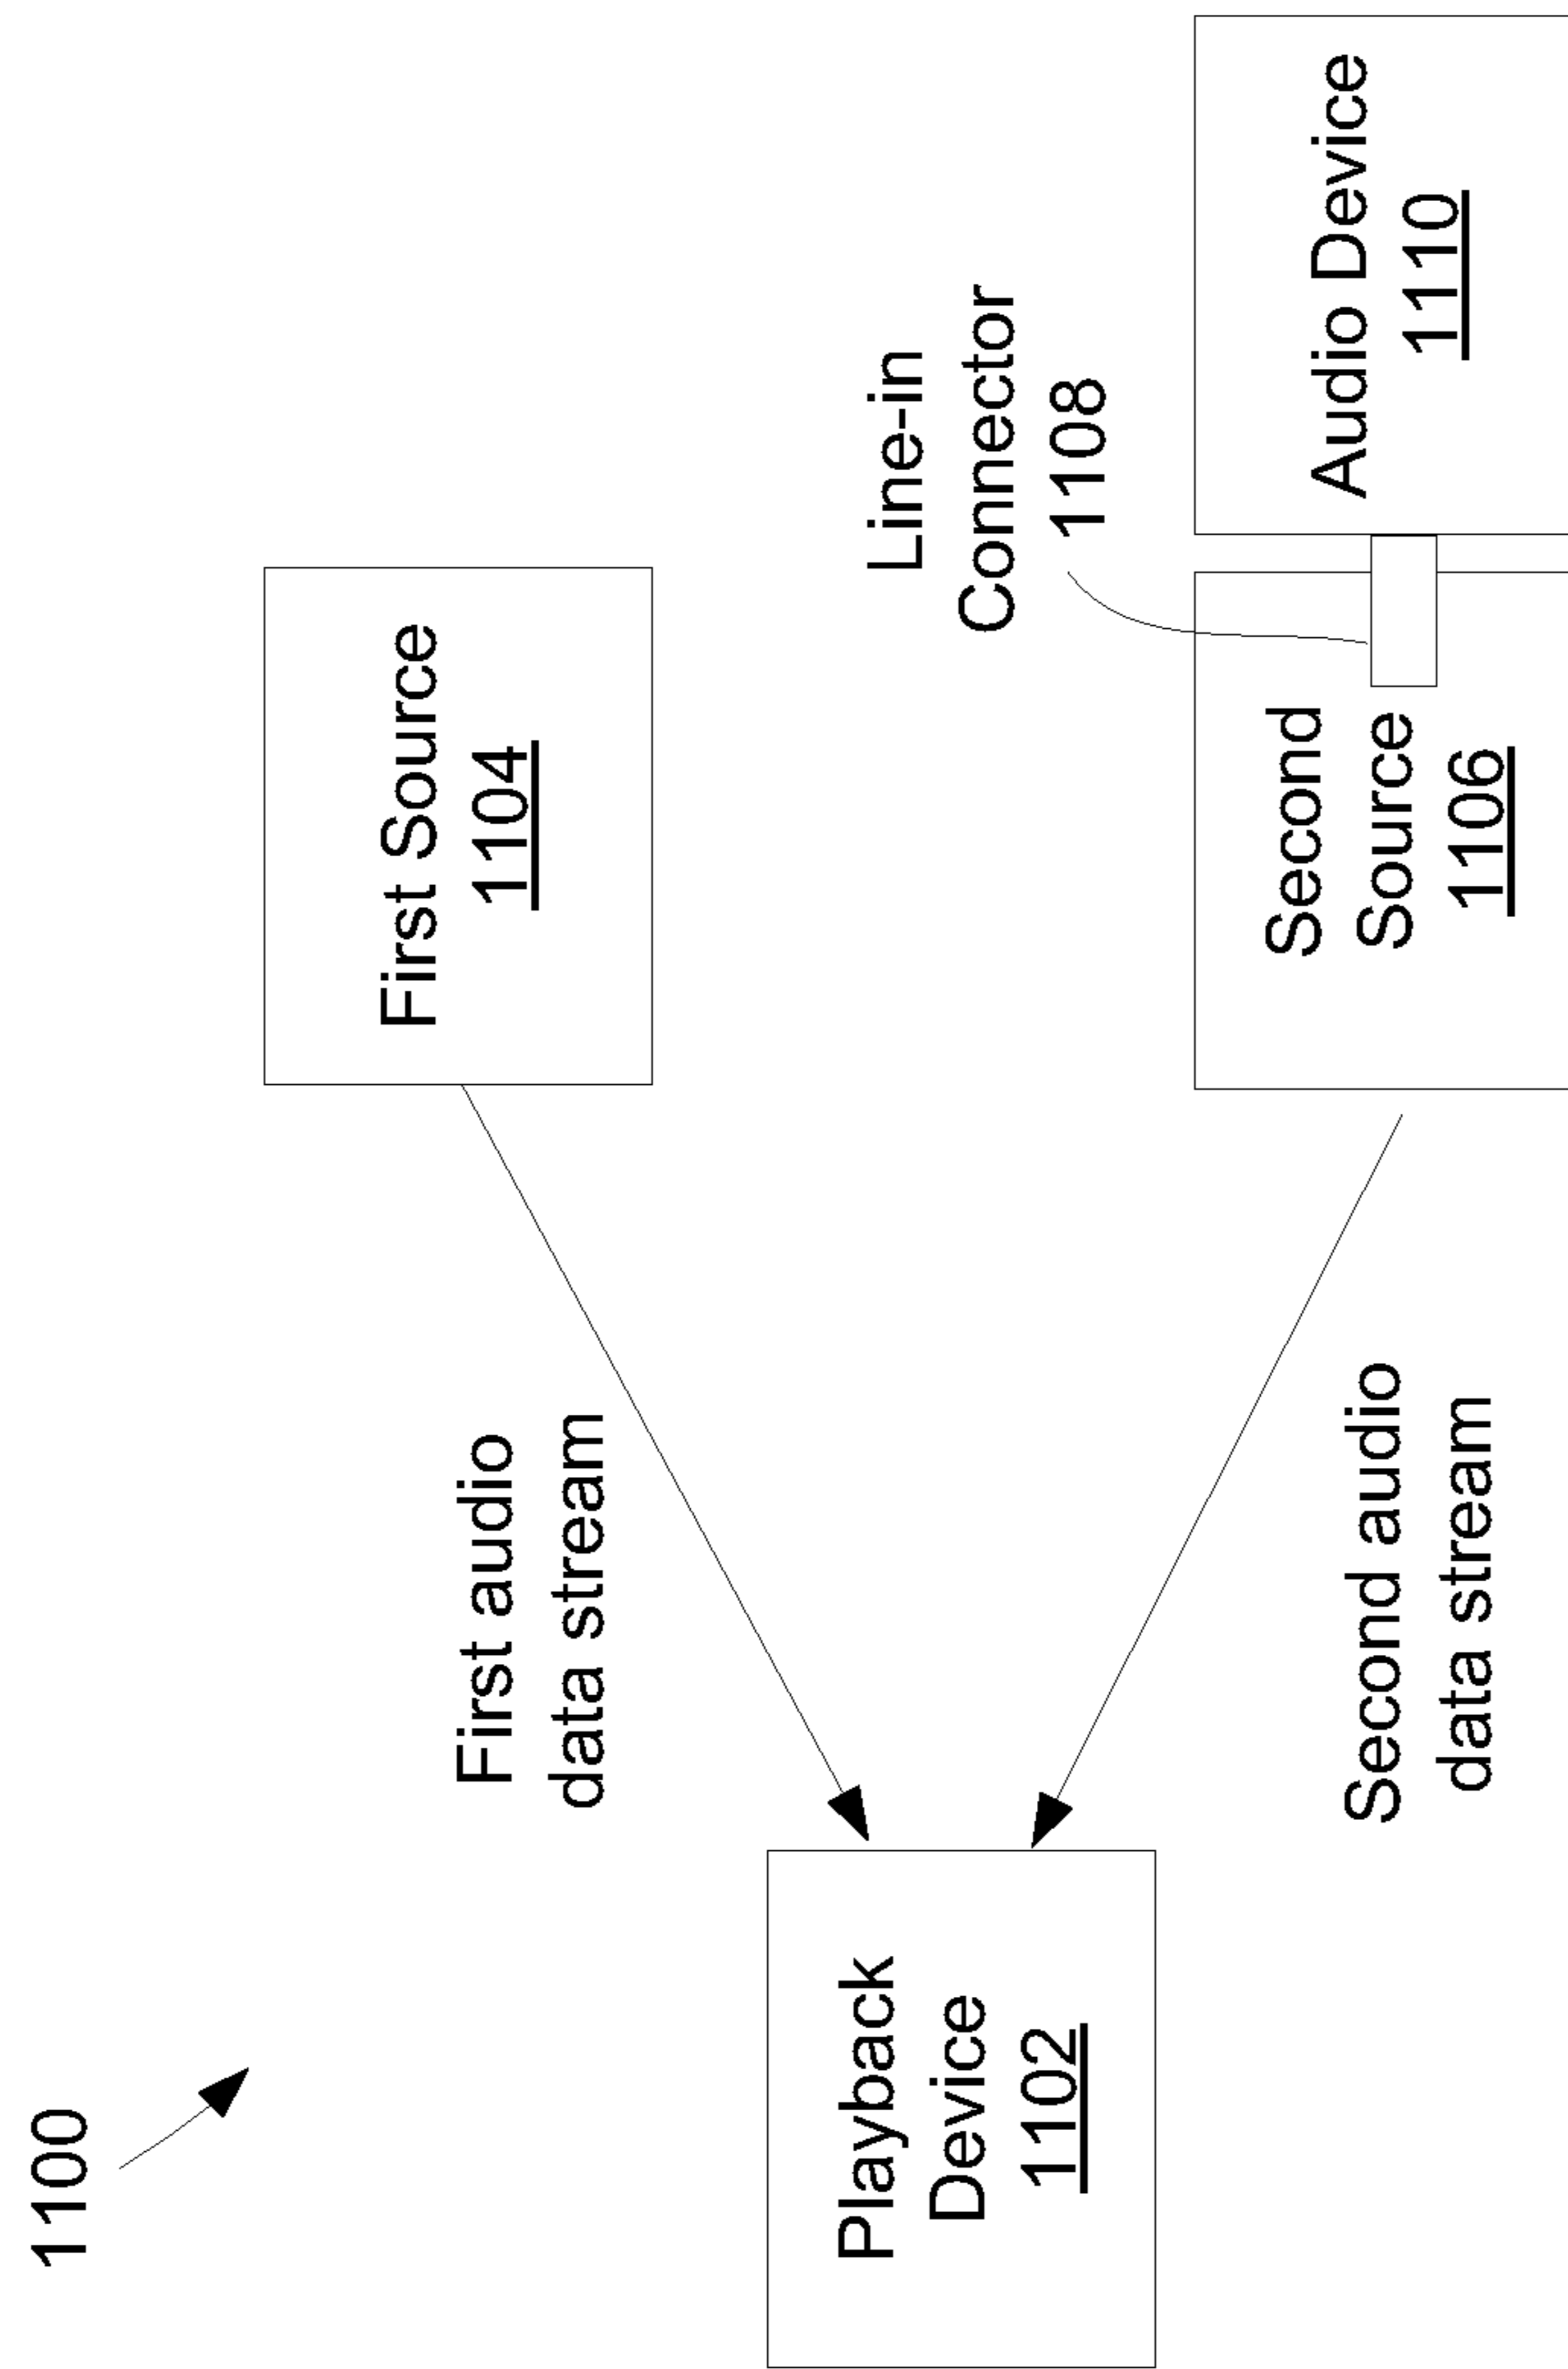 1100
First Source
1104
First audio
data stream
Playback
Device
1102
Line-in
Connector
1108
Second audio
data stream
Second
Source
1106
Audio Device
1110